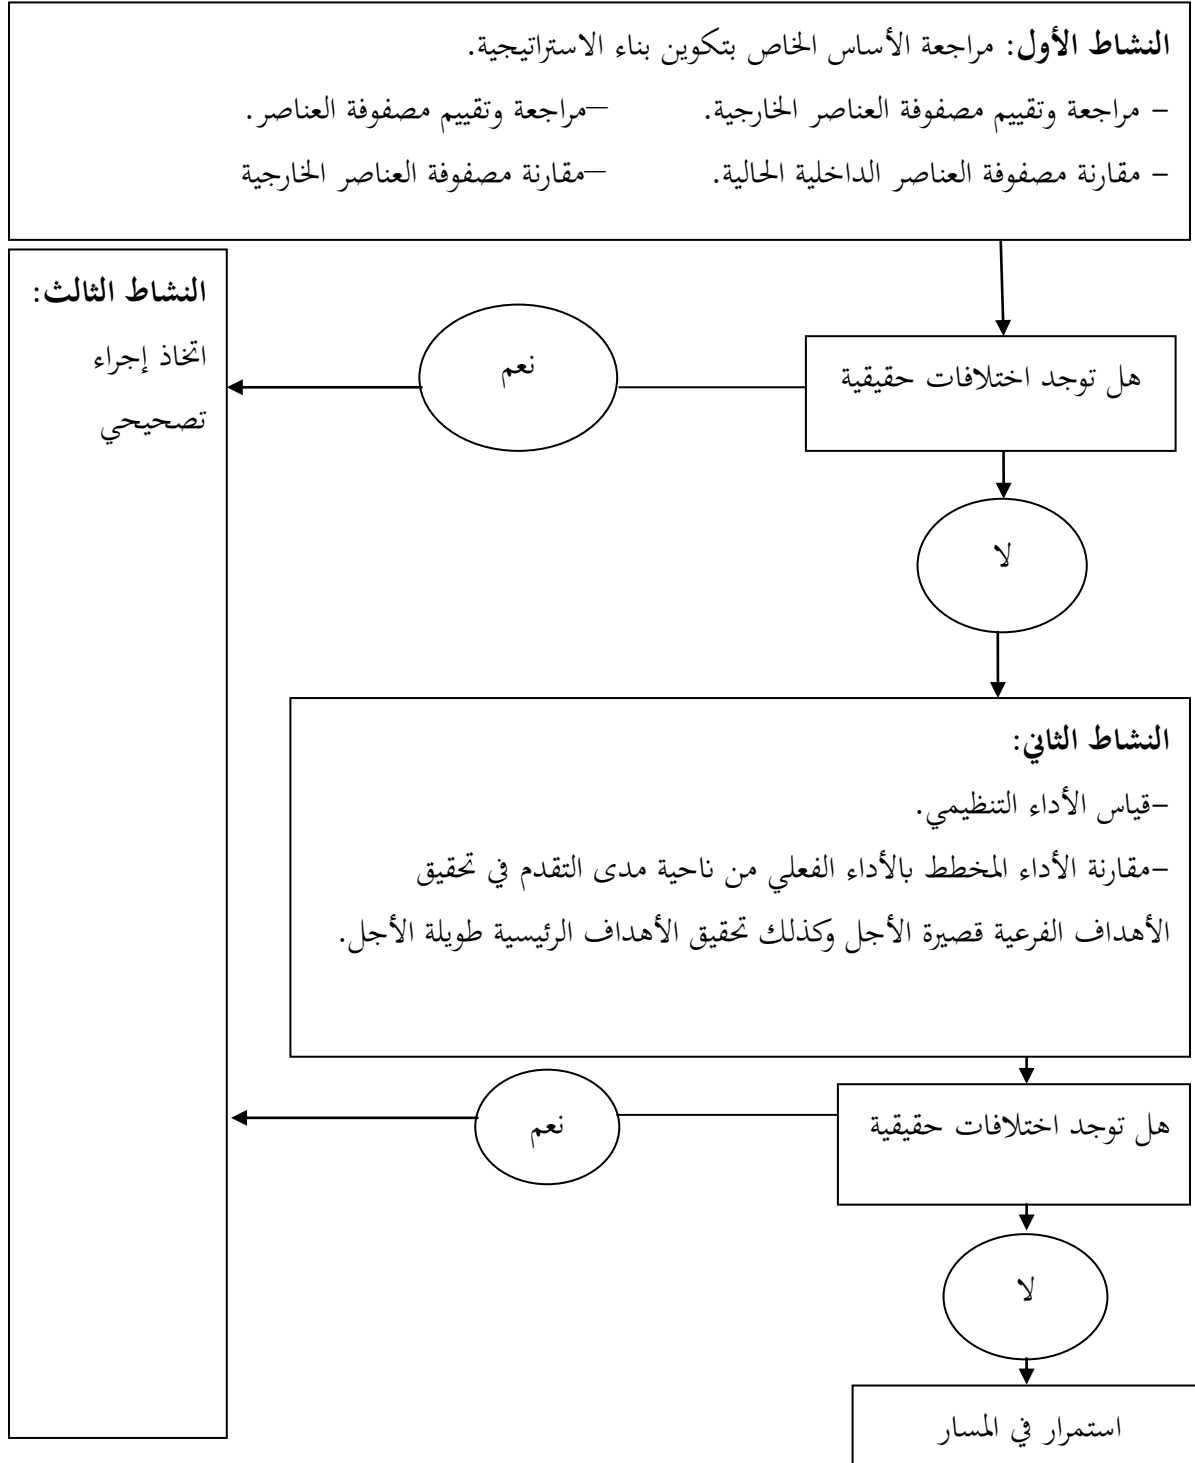 النشاط الأول: مراجعة الأساس الخاص بتكوين بناء الاستراتيجية.
- مراجعة وتقييم مصفوفة العناصر الخارجية. –مراجعة وتقييم مصفوفة العناصر.
- مقارنة مصفوفة العناصر الداخلية الحالية. –مقارنة مصفوفة العناصر الخارجية
النشاط الثالث:
اتخاذ إجراء
تصحيحي
هل توجد اختلافات حقيقية
نعم
لا
النشاط الثاني:
-قياس الأداء التنظيمي.
-مقارنة الأداء المخطط بالأداء الفعلي من ناحية مدى التقدم في تحقيق
الأهداف الفرعية قصيرة الأجل وكذلك تحقيق الأهداف الرئيسية طويلة الأجل.
هل توجد اختلافات حقيقية
نعم
لا
استمرار في المسار